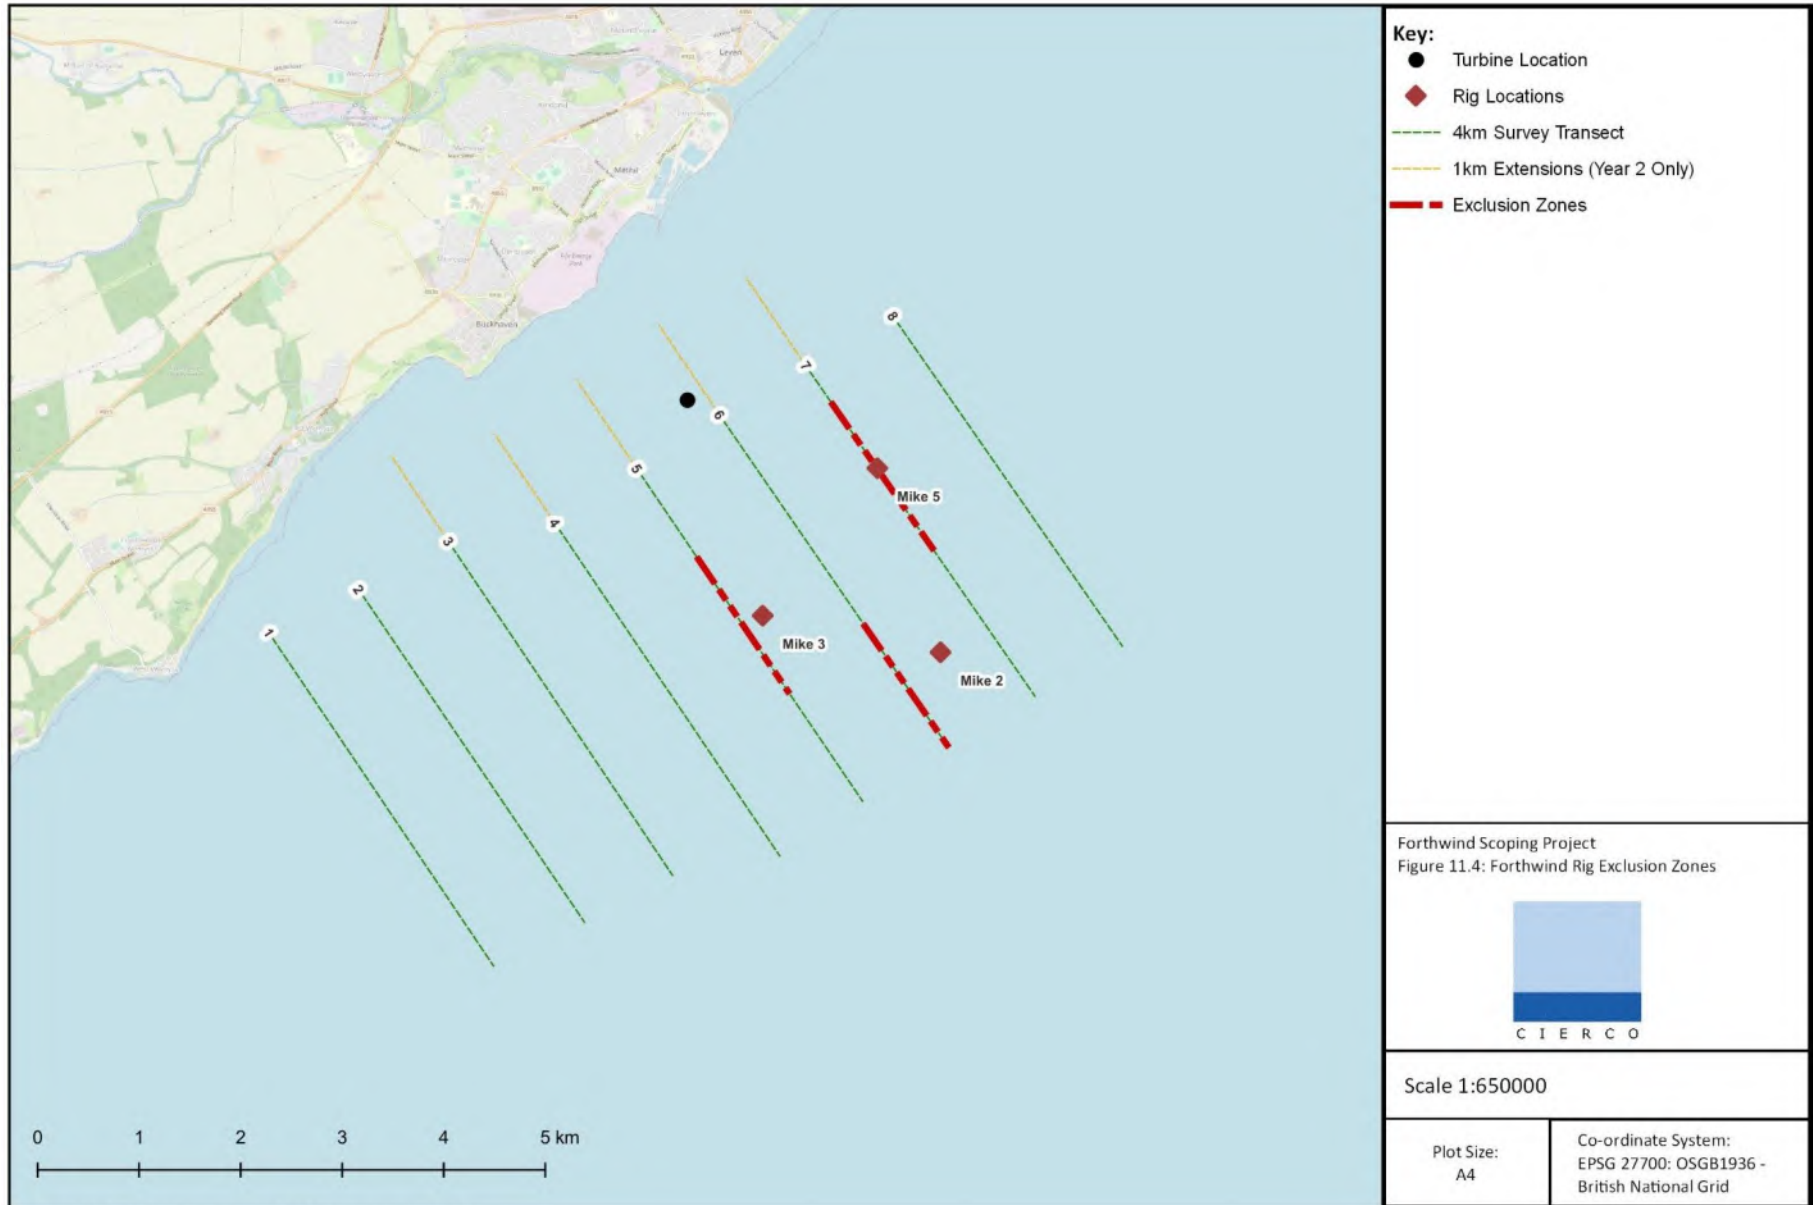 Leven
Methil
Buckhaven
8
7
6
5
4
3
2
1
Mike 5
Mike 3
Mike 2
0 1 2 3 4 5 km
Key:
Turbine Location
Rig Locations
4km Survey Transect
1km Extensions (Year 2 Only)
Exclusion Zones
Forthwind Scoping Project
Figure 11.4: Forthwind Rig Exclusion Zones
C I E R C O
Scale 1:650000
Plot Size:
A4
Co-ordinate System:
EPSG 27700: OSGB1936 -
British National Grid